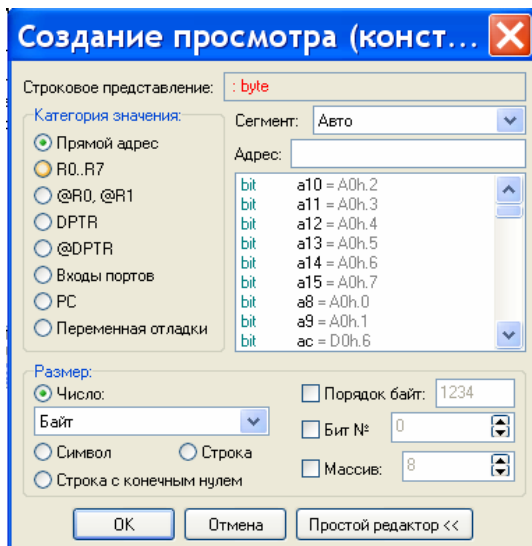 Создание просмотра (конст...
Строковое представление: : byte
Категория значения:
Прямой адрес
R0..R7
@R0, @R1
DPTR
@DPTR
Входы портов
PC
Переменная отладки
Сегмент: Авто
Адрес:
bit a10 = A0h.2
bit a11 = A0h.3
bit a12 = A0h.4
bit a13 = A0h.5
bit a14 = A0h.6
bit a15 = A0h.7
bit a8 = A0h.0
bit a9 = A0h.1
bit ac = D0h.6
Размер:
Число:
Байт
Символ Строка
Строка с конечным нулем
Порядок байт: 1234
Бит № 0
Массив: 8
OK Отмена Простой редактор <<